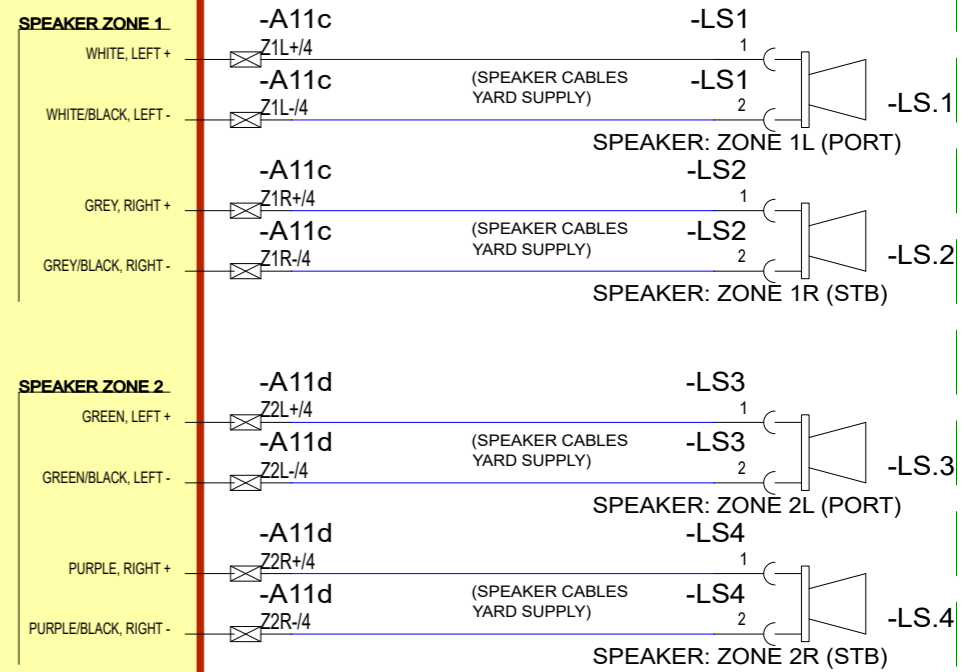 SPEAKER ZONE 1
-A11c
-LS1
WHITE, LEFT +
Z1L+/4
1
-A11c
(SPEAKER CABLES
YARD SUPPLY)
-LS1
WHITE/BLACK, LEFT -
Z1L-/4
2
-LS.1
SPEAKER: ZONE 1L (PORT)
-A11c
-LS2
GREY, RIGHT +
Z1R+/4
1
-A11c
(SPEAKER CABLES
YARD SUPPLY)
-LS2
GREY/BLACK, RIGHT -
Z1R-/4
2
-LS.2
SPEAKER: ZONE 1R (STB)
SPEAKER ZONE 2
-A11d
-LS3
GREEN, LEFT +
Z2L+/4
1
-A11d
(SPEAKER CABLES
YARD SUPPLY)
-LS3
GREEN/BLACK, LEFT -
Z2L-/4
2
-LS.3
SPEAKER: ZONE 2L (PORT)
-A11d
-LS4
PURPLE, RIGHT +
Z2R+/4
1
-A11d
(SPEAKER CABLES
YARD SUPPLY)
-LS4
PURPLE/BLACK, RIGHT -
Z2R-/4
2
-LS.4
SPEAKER: ZONE 2R (STB)